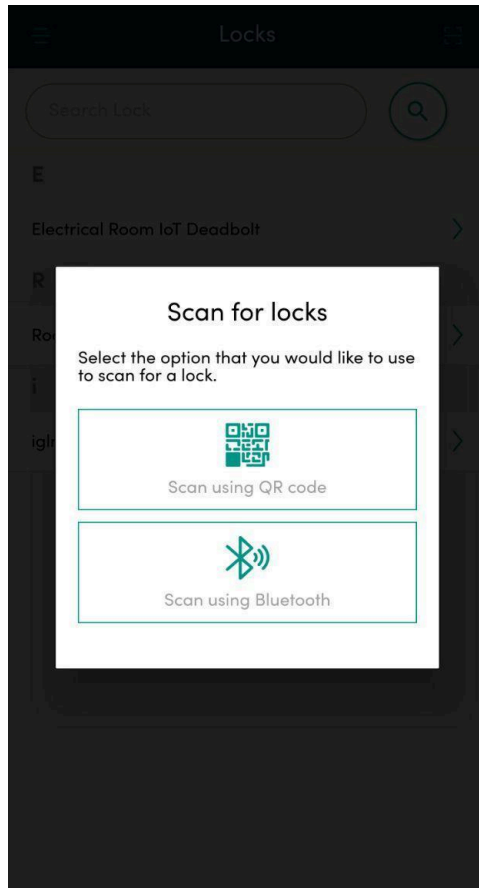 Locks
Search Lock
E
Electrical Room IoT Deadbolt
R
Scan for locks
Select the option that you would like to use
to scan for a lock.
Scan using QR code
Scan using Bluetooth